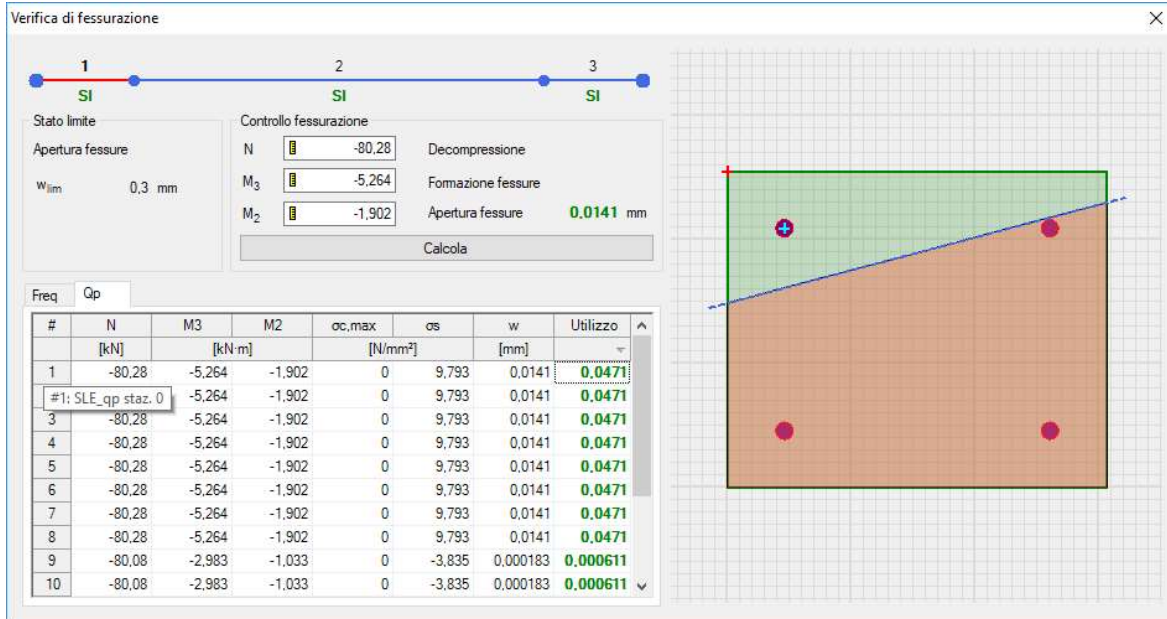 Verifica di fessurazione
1 2 3
SI SI SI
Stato limite
Apertura fessure
wlim 0,3 mm
Controllo fessurazione
N -80,28 Decompressione
M3 -5,264 Formazione fessure
M2 -1,902 Apertura fessure 0,0141 mm
Calcola
Freq Qp
# N M3 M2 σc,max σs w Utilizzo
[kN] [kN·m] [N/mm²] [mm]
1 -80,28 -5,264 -1,902 0 9,793 0,0141 0,0471
#1: SLE_qp staz. 0 -5,264 -1,902 0 9,793 0,0141 0,0471
3 -80,28 -5,264 -1,902 0 9,793 0,0141 0,0471
4 -80,28 -5,264 -1,902 0 9,793 0,0141 0,0471
5 -80,28 -5,264 -1,902 0 9,793 0,0141 0,0471
6 -80,28 -5,264 -1,902 0 9,793 0,0141 0,0471
7 -80,28 -5,264 -1,902 0 9,793 0,0141 0,0471
8 -80,28 -5,264 -1,902 0 9,793 0,0141 0,0471
9 -80,08 -2,983 -1,033 0 -3,835 0,000183 0,000611
10 -80,08 -2,983 -1,033 0 -3,835 0,000183 0,000611